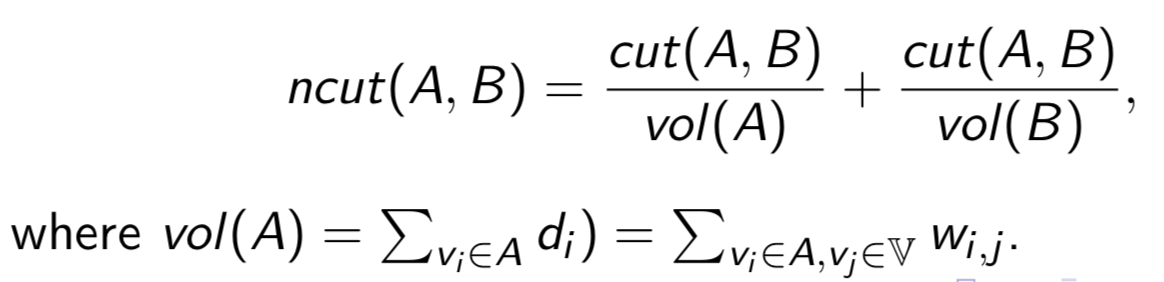 ncut(A, B) = cut(A, B) / vol(A) + cut(A, B) / vol(B),
where vol(A) = ∑_{v_i∈A} d_i) = ∑_{v_i∈A,v_j∈𝕍} w_{i,j}.